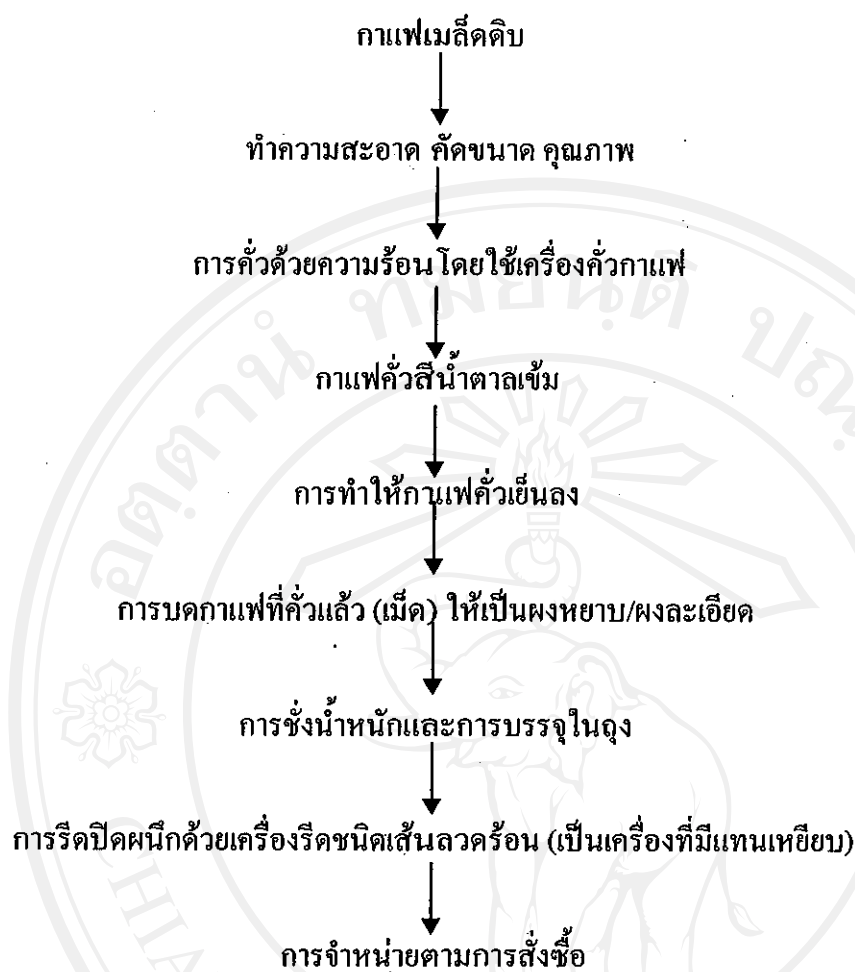 กาแฟเมล็ดดิบ
ทำความสะอาด คัดขนาด คุณภาพ
การคั่วด้วยความร้อน โดยใช้เครื่องคั่วกาแฟ
กาแฟคั่วสีน้ำตาลเข้ม
การทำให้กาแฟคั่วเย็นลง
การบดกาแฟที่คั่วแล้ว (เม็ด) ให้เป็นผงหยาบ/ผงละเอียด
การชั่งน้ำหนักและการบรรจุในถุง
การรีดปิดผนึกด้วยเครื่องรีดชนิดเส้นลวดร้อน (เป็นเครื่องที่มีแทนเหยียบ)
การจำหน่ายตามการสั่งซื้อ
อตฺตานํ ทมยนฺติ
CHIA